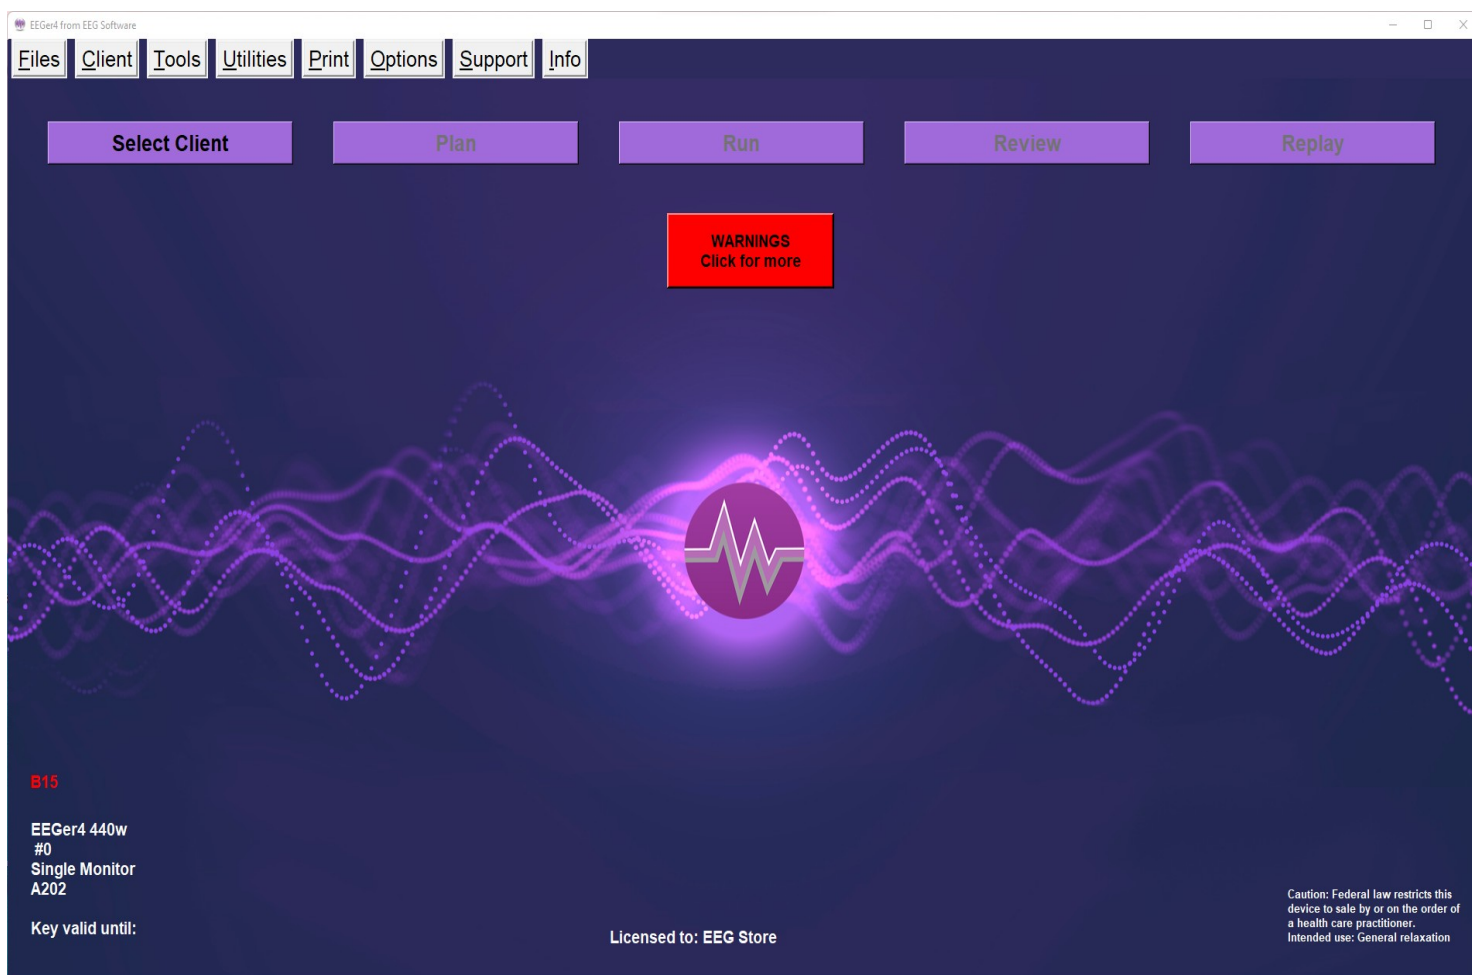 EEGer4 from EEG Software
Files Client Tools Utilities Print Options Support Info
Select Client Plan Run Review Replay
WARNINGS
Click for more
B15
EEGer4 440w
#0
Single Monitor
A202
Key valid until:
Licensed to: EEG Store
Caution: Federal law restricts this
device to sale by or on the order of
a health care practitioner.
Intended use: General relaxation